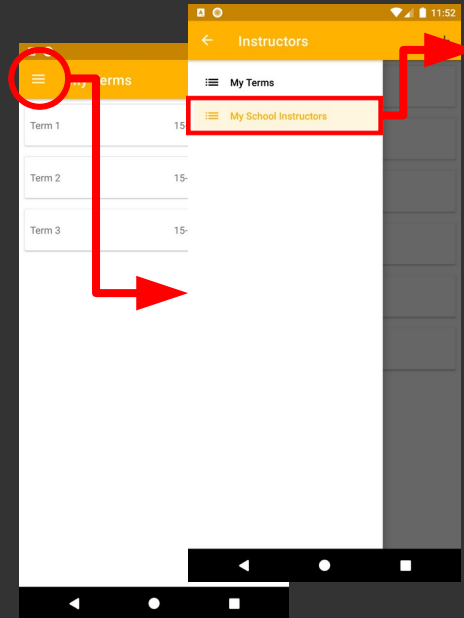 11:52
Instructors
My Terms
My School Instructors
My Terms
Term 1 15-
Term 2 15-
Term 3 15-